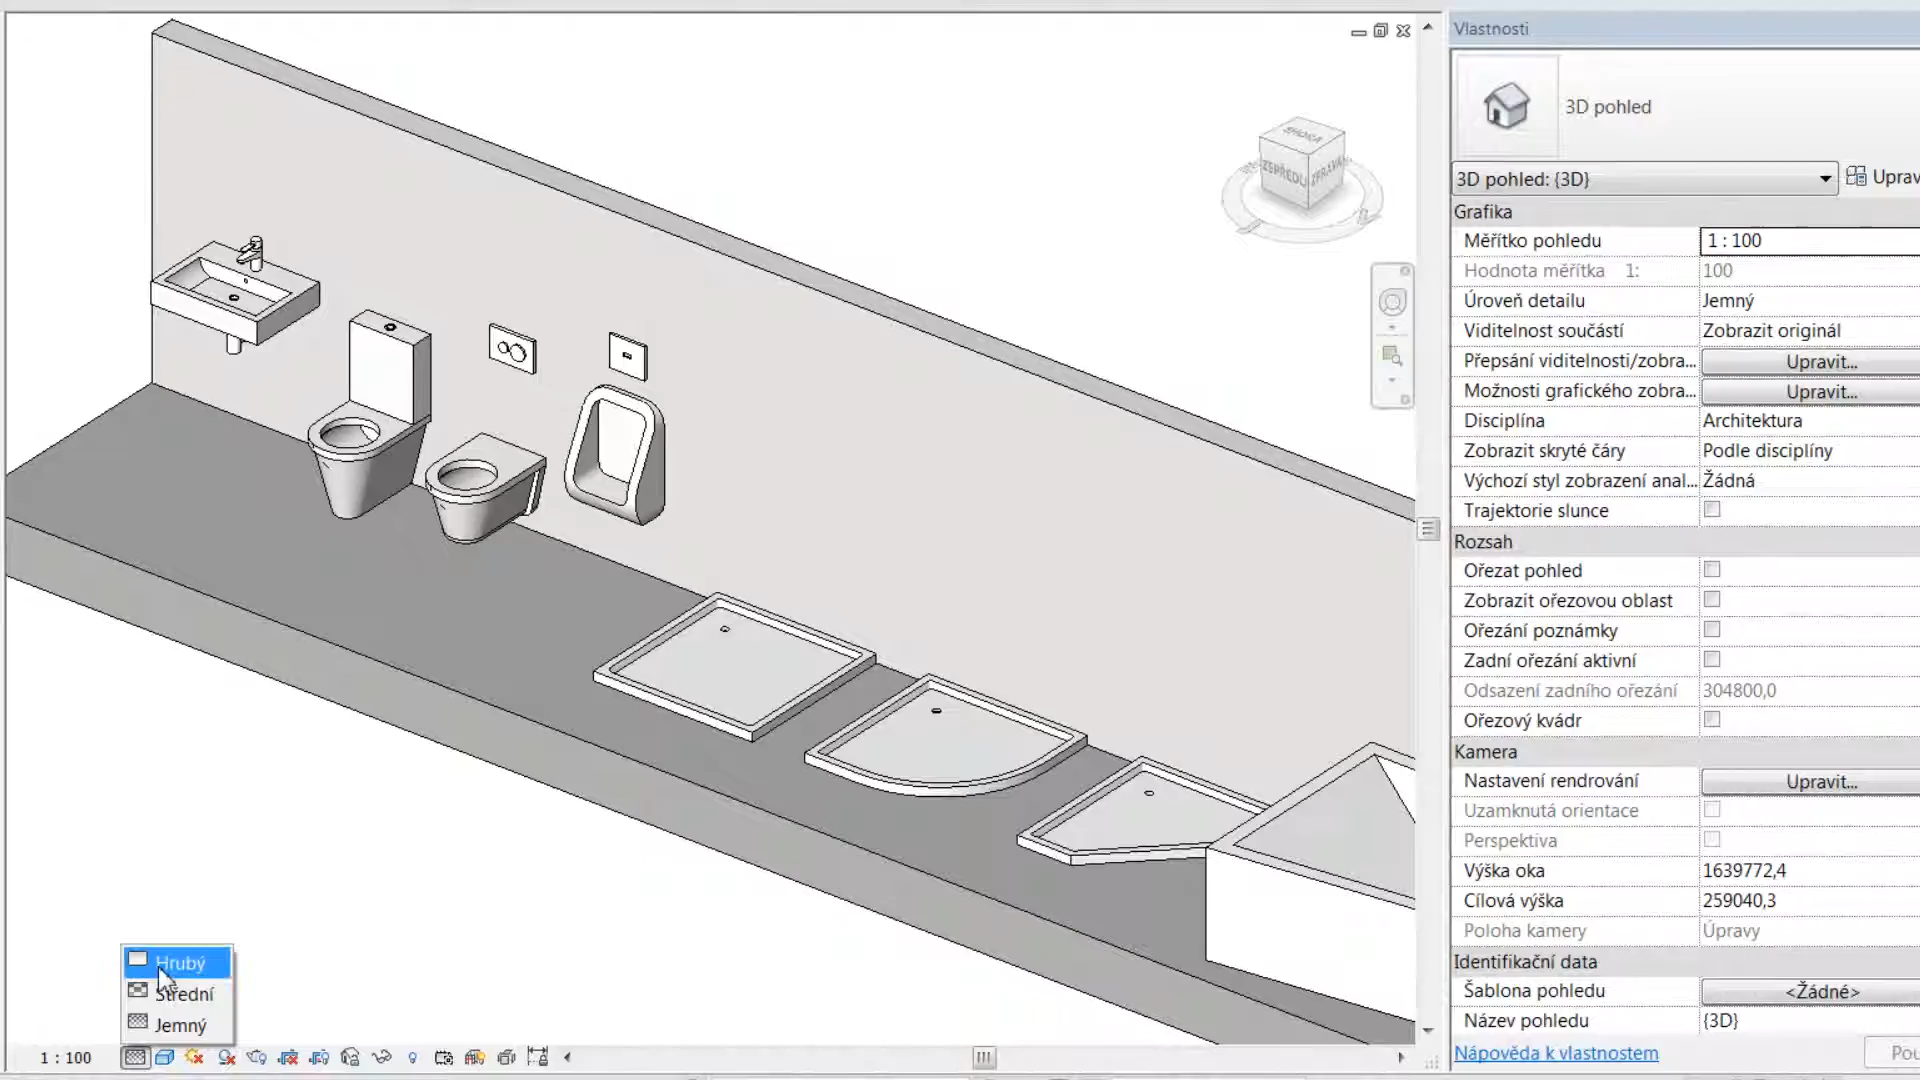 Vlastnosti
3D pohled
3D pohled: {3D}
Uprav
Grafika
Měřítko pohledu 1 : 100
Hodnota měřítka 1: 100
Úroveň detailu Jemný
Viditelnost součástí Zobrazit originál
Přepsání viditelnosti/zobra... Upravit...
Možnosti grafického zobra... Upravit...
Disciplína Architektura
Zobrazit skryté čáry Podle disciplíny
Výchozí styl zobrazení anal... Žádná
Trajektorie slunce
Rozsah
Ořezat pohled
Zobrazit ořezovou oblast
Ořezání poznámky
Zadní ořezání aktivní
Odsazení zadního ořezání 304800,0
Ořezový kvádr
Kamera
Nastavení rendrování Upravit...
Uzamknutá orientace
Perspektiva
Výška oka 1639772,4
Cílová výška 259040,3
Poloha kamery Úpravy
Identifikační data
Šablona pohledu <Žádné>
Název pohledu {3D}
Nápověda k vlastnostem
Pou
SHORA
ZEPŘEDU
ZPRAVA
Hrubý
Střední
Jemný
1 : 100